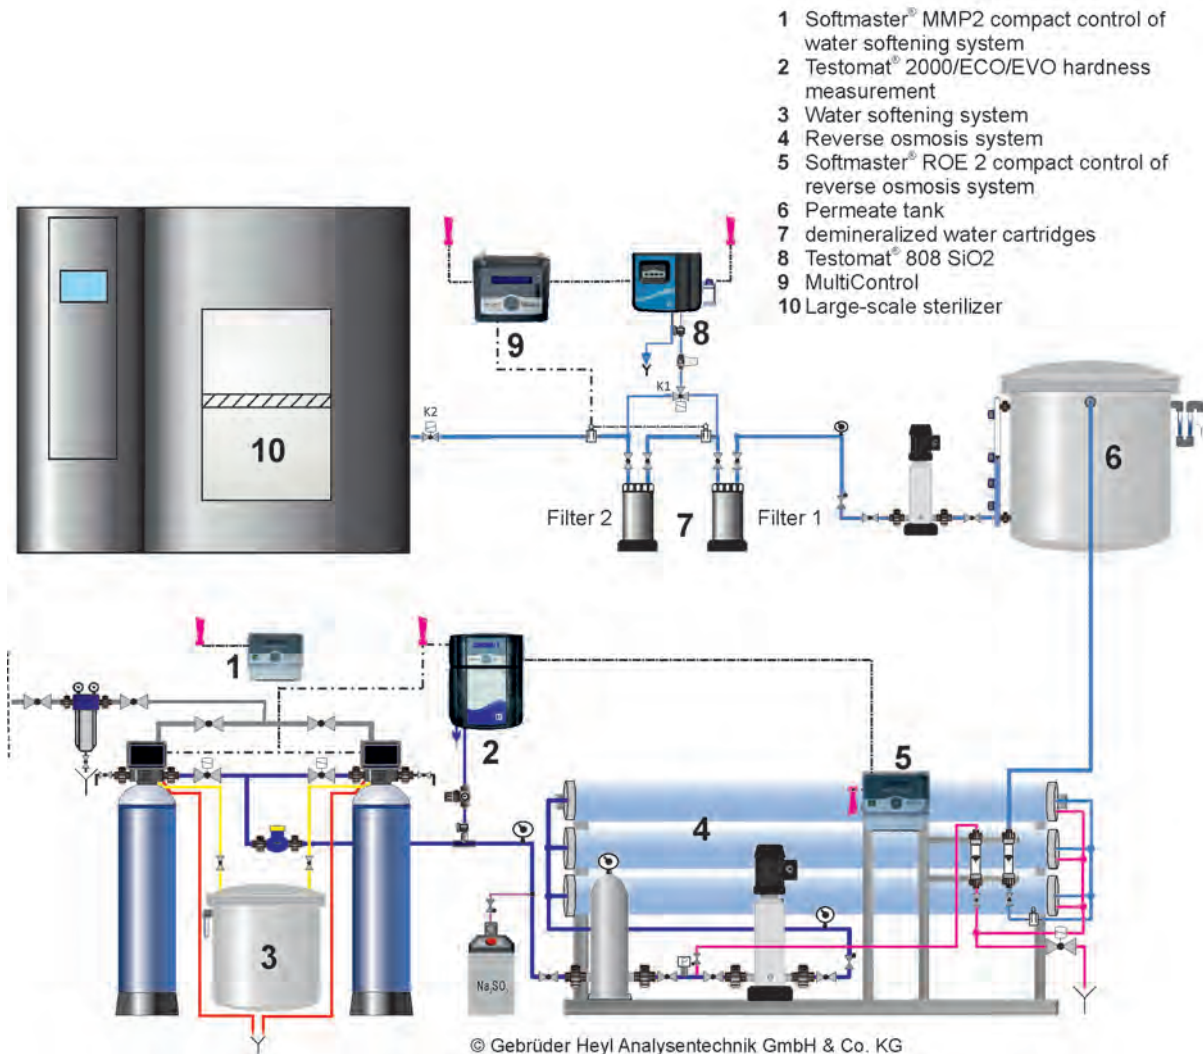 1 Softmaster® MMP2 compact control of
water softening system
2 Testomat® 2000/ECO/EVO hardness
measurement
3 Water softening system
4 Reverse osmosis system
5 Softmaster® ROE 2 compact control of
reverse osmosis system
6 Permeate tank
7 demineralized water cartridges
8 Testomat® 808 SiO2
9 MultiControl
10 Large-scale sterilizer
9
8
K1
K2
10
6
Filter 2
7
Filter 1
1
2
5
4
3
Na₂SO₃
© Gebrüder Heyl Analysentechnik GmbH & Co. KG